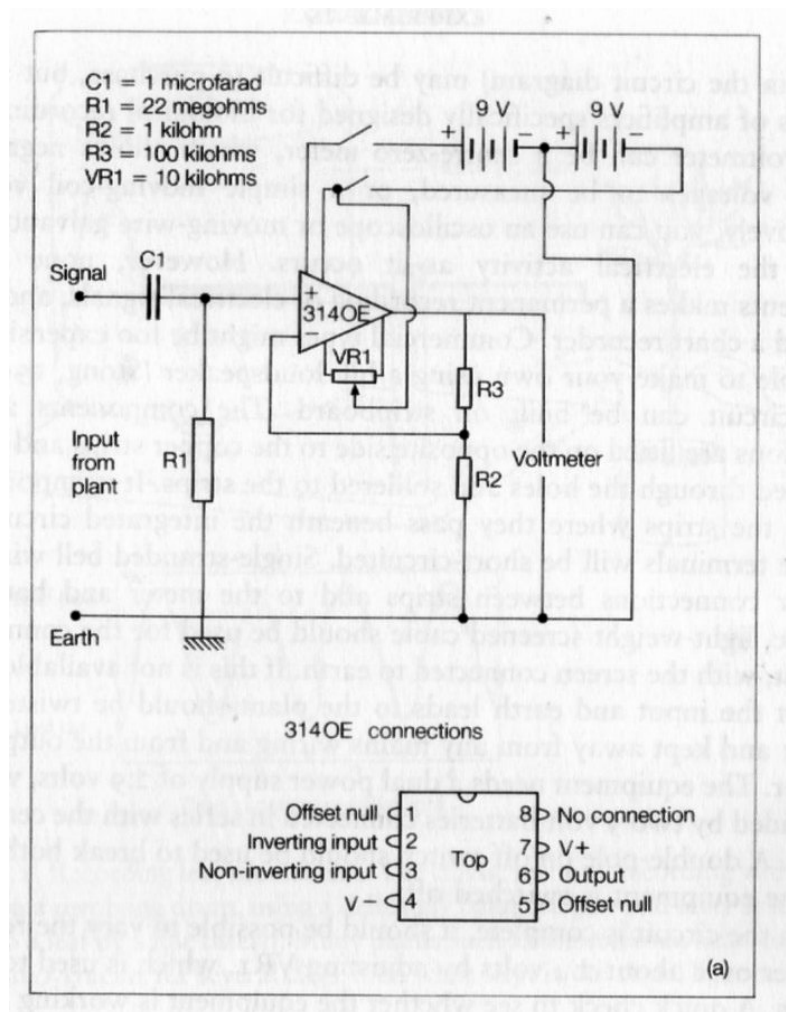 C1 = 1 microfarad
R1 = 22 megohms
R2 = 1 kilohm
R3 = 100 kilohms
VR1 = 10 kilohms
9 V
9 V
+
−
+
Signal
C1
+
314OE
−
VR1
R3
Input
from
plant
R1
Voltmeter
R2
Earth
314OE connections
Offset null
1
8
No connection
Inverting input
2
7
V+
Top
Non-inverting input
3
6
Output
V−
4
5
Offset null
(a)